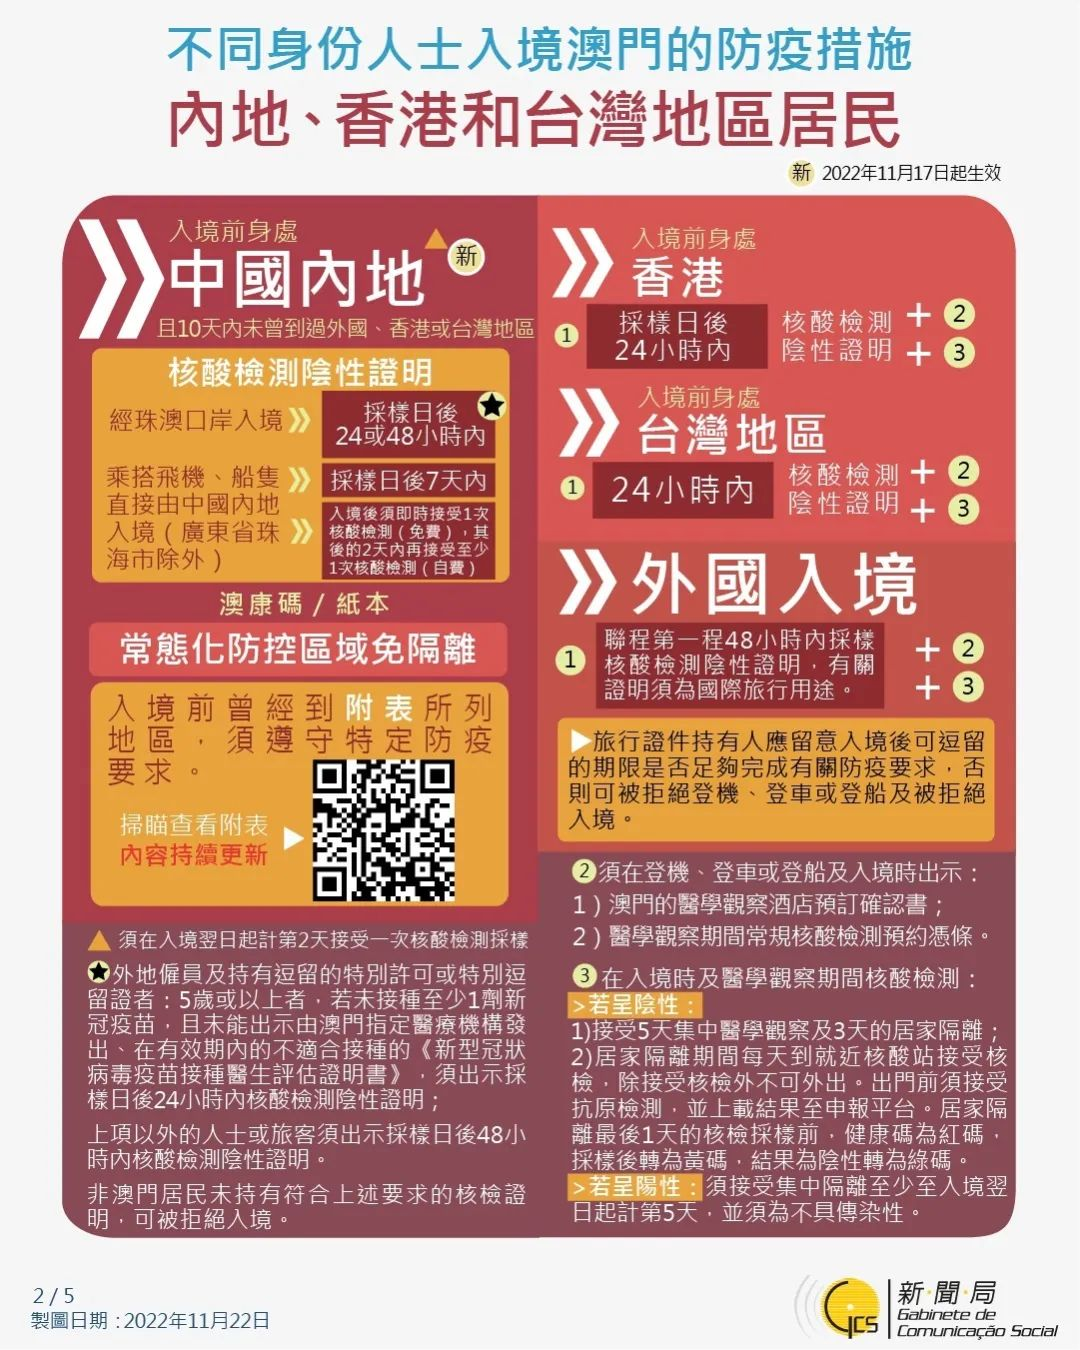 不同身份人士入境澳門的防疫措施
內地、香港和台灣地區居民
新 2022年11月17日起生效
入境前身處
中國內地
新
且10天內未曾到過外國、香港或台灣地區
核酸檢測陰性證明
經珠澳口岸入境
採樣日後
24或48小時內
乘搭飛機、船隻
直接由中國內地
入境(廣東省珠
海市除外)
採樣日後7天內
入境後須即時接受1次
核酸檢測(免費),其
後的2天內再接受至少
1次核酸檢測(自費)
澳康碼/紙本
常態化防控區域免隔離
入境前曾經到附表所列
地區,須遵守特定防疫
要求。
掃瞄查看附表
內容持續更新
須在入境翌日起計第2天接受一次核酸檢測採樣
外地僱員及持有逗留的特別許可或特別逗
留證者:5歲或以上者,若未接種至少1劑新
冠疫苗,且未能出示由澳門指定醫療機構發
出、在有效期內的不適合接種的《新型冠狀
病毒疫苗接種醫生評估證明書》,須出示採
樣日後24小時內核酸檢測陰性證明;
上項以外的人士或旅客須出示採樣日後48小
時內核酸檢測陰性證明。
非澳門居民未持有符合上述要求的核檢證
明,可被拒絕入境。
入境前身處
香港
1
採樣日後
24小時內
核酸檢測
陰性證明
+ 2
+ 3
入境前身處
台灣地區
1
24小時內
核酸檢測
陰性證明
+ 2
+ 3
外國入境
1
聯程第一程48小時內採樣
核酸檢測陰性證明,有關
證明須為國際旅行用途。
+ 2
+ 3
旅行證件持有人應留意入境後可逗留
的期限是否足夠完成有關防疫要求,否
則可被拒絕登機、登車或登船及被拒絕
入境。
2 須在登機、登車或登船及入境時出示:
1)澳門的醫學觀察酒店預訂確認書;
2)醫學觀察期間常規核酸檢測預約憑條。
3 在入境時及醫學觀察期間核酸檢測:
>若呈陰性:
1)接受5天集中醫學觀察及3天的居家隔離;
2)居家隔離期間每天到就近核酸站接受核
檢,除接受核檢外不可外出。出門前須接受
抗原檢測,並上載結果至申報平台。居家隔
離最後1天的核檢採樣前,健康碼為紅碼,
採樣後轉為黃碼,結果為陰性轉為綠碼。
>若呈陽性:須接受集中隔離至少至入境翌
日起計第5天,並須為不具傳染性。
2/5
製圖日期:2022年11月22日
GCS
新·聞·局
Gabinete de
Comunicação Social